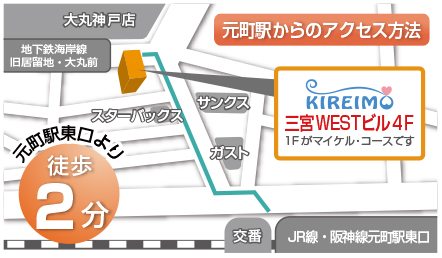 大丸神戸店
元町駅からのアクセス方法
地下鉄海岸線
旧居留地・大丸前
KIREIMO
三宮WESTビル4F
1Fがマイケル・コースです
スターバックス
サンクス
ガスト
元町駅東口より
徒歩
2分
交番
JR線・阪神線元町駅東口